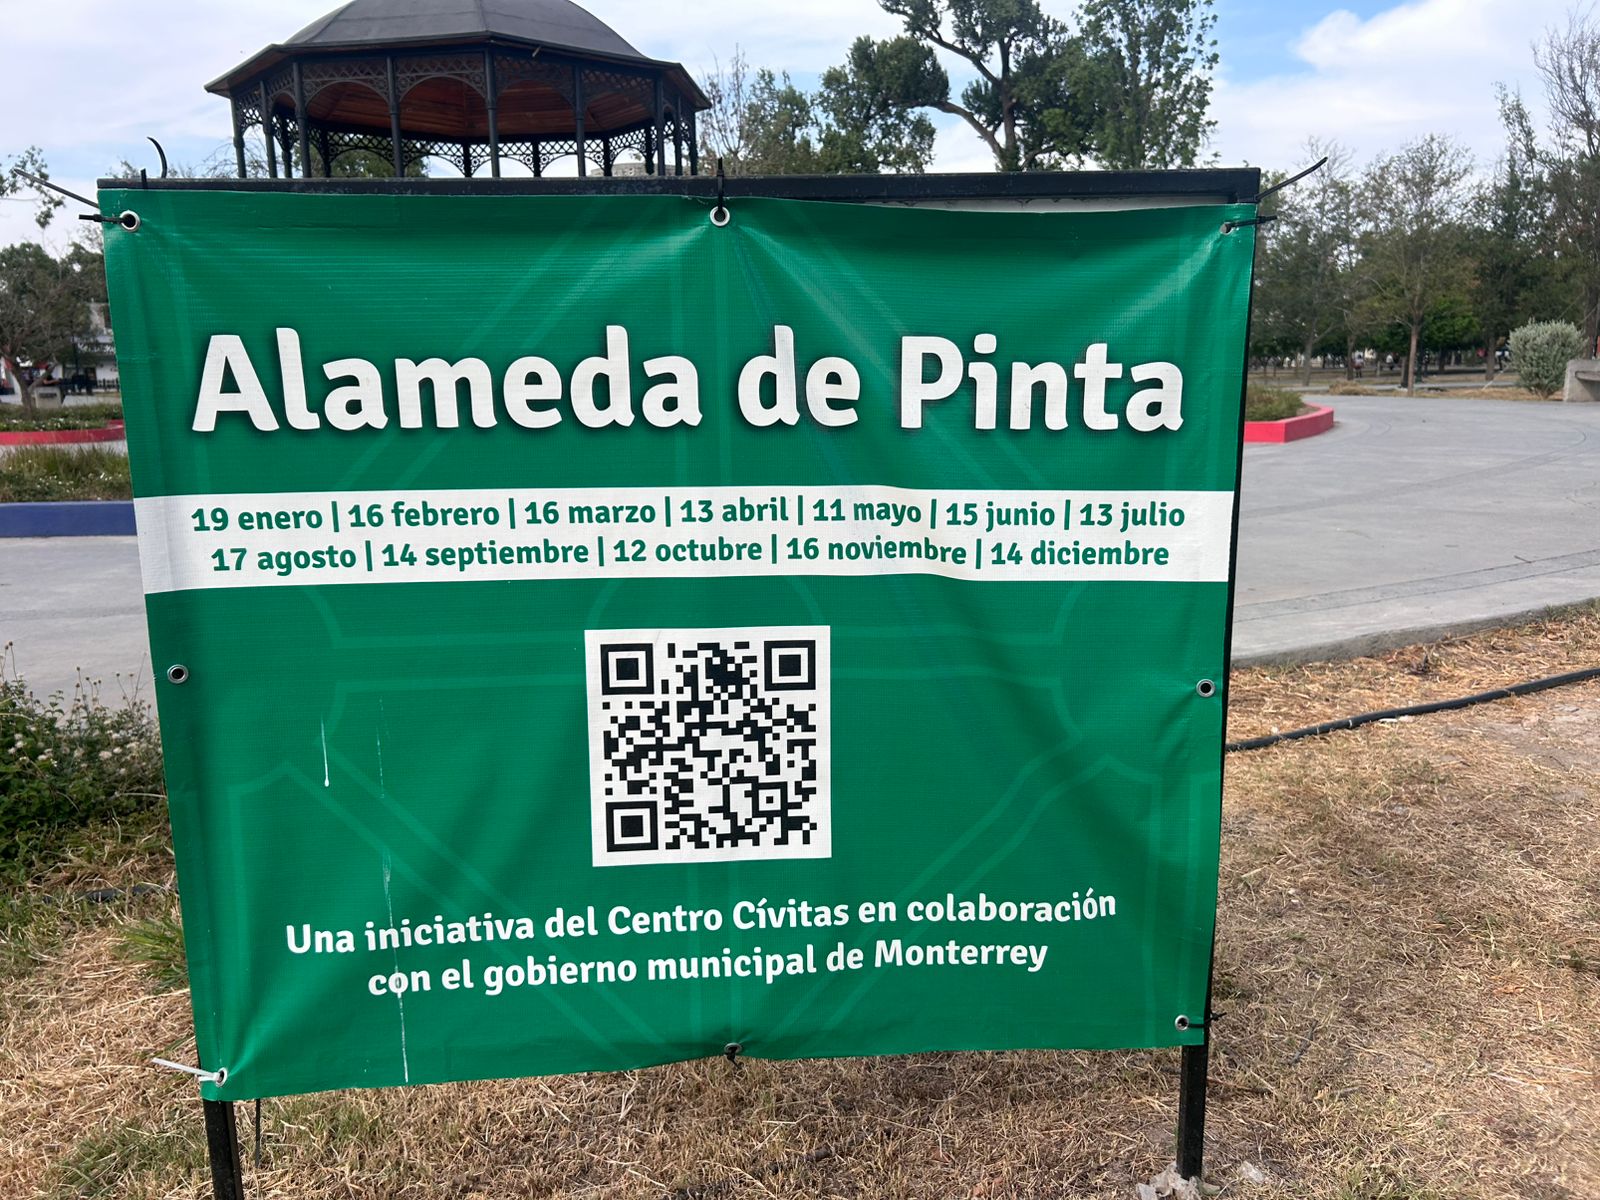 Alameda de Pinta
19 enero | 16 febrero | 16 marzo | 13 abril | 11 mayo | 15 junio | 13 julio
17 agosto | 14 septiembre | 12 octubre | 16 noviembre | 14 diciembre
Una iniciativa del Centro Cívitas en colaboración
con el gobierno municipal de Monterrey